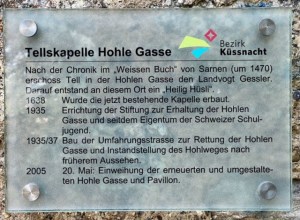 Tellskapelle Hohle Gasse
Bezirk
Küssnacht
Nach der Chronik im „Weissen Buch" von Sarnen (um 1470)
erschoss Tell in der Hohlen Gasse den Landvogt Gessler.
Darauf entstand an diesem Ort ein „Heilig Hüsli".
1638 Wurde die jetzt bestehende Kapelle erbaut.
1935 Errichtung der Stiftung zur Erhaltung der Hohlen
Gasse und seitdem Eigentum der Schweizer Schul-
jugend.
1935/37 Bau der Umfahrungsstrasse zur Rettung der Hohlen
Gasse und Instandstellung des Hohlweges nach
früherem Aussehen.
2005 20. Mai: Einweihung der erneuerten und umgestalte-
ten Hohle Gasse und Pavillon.